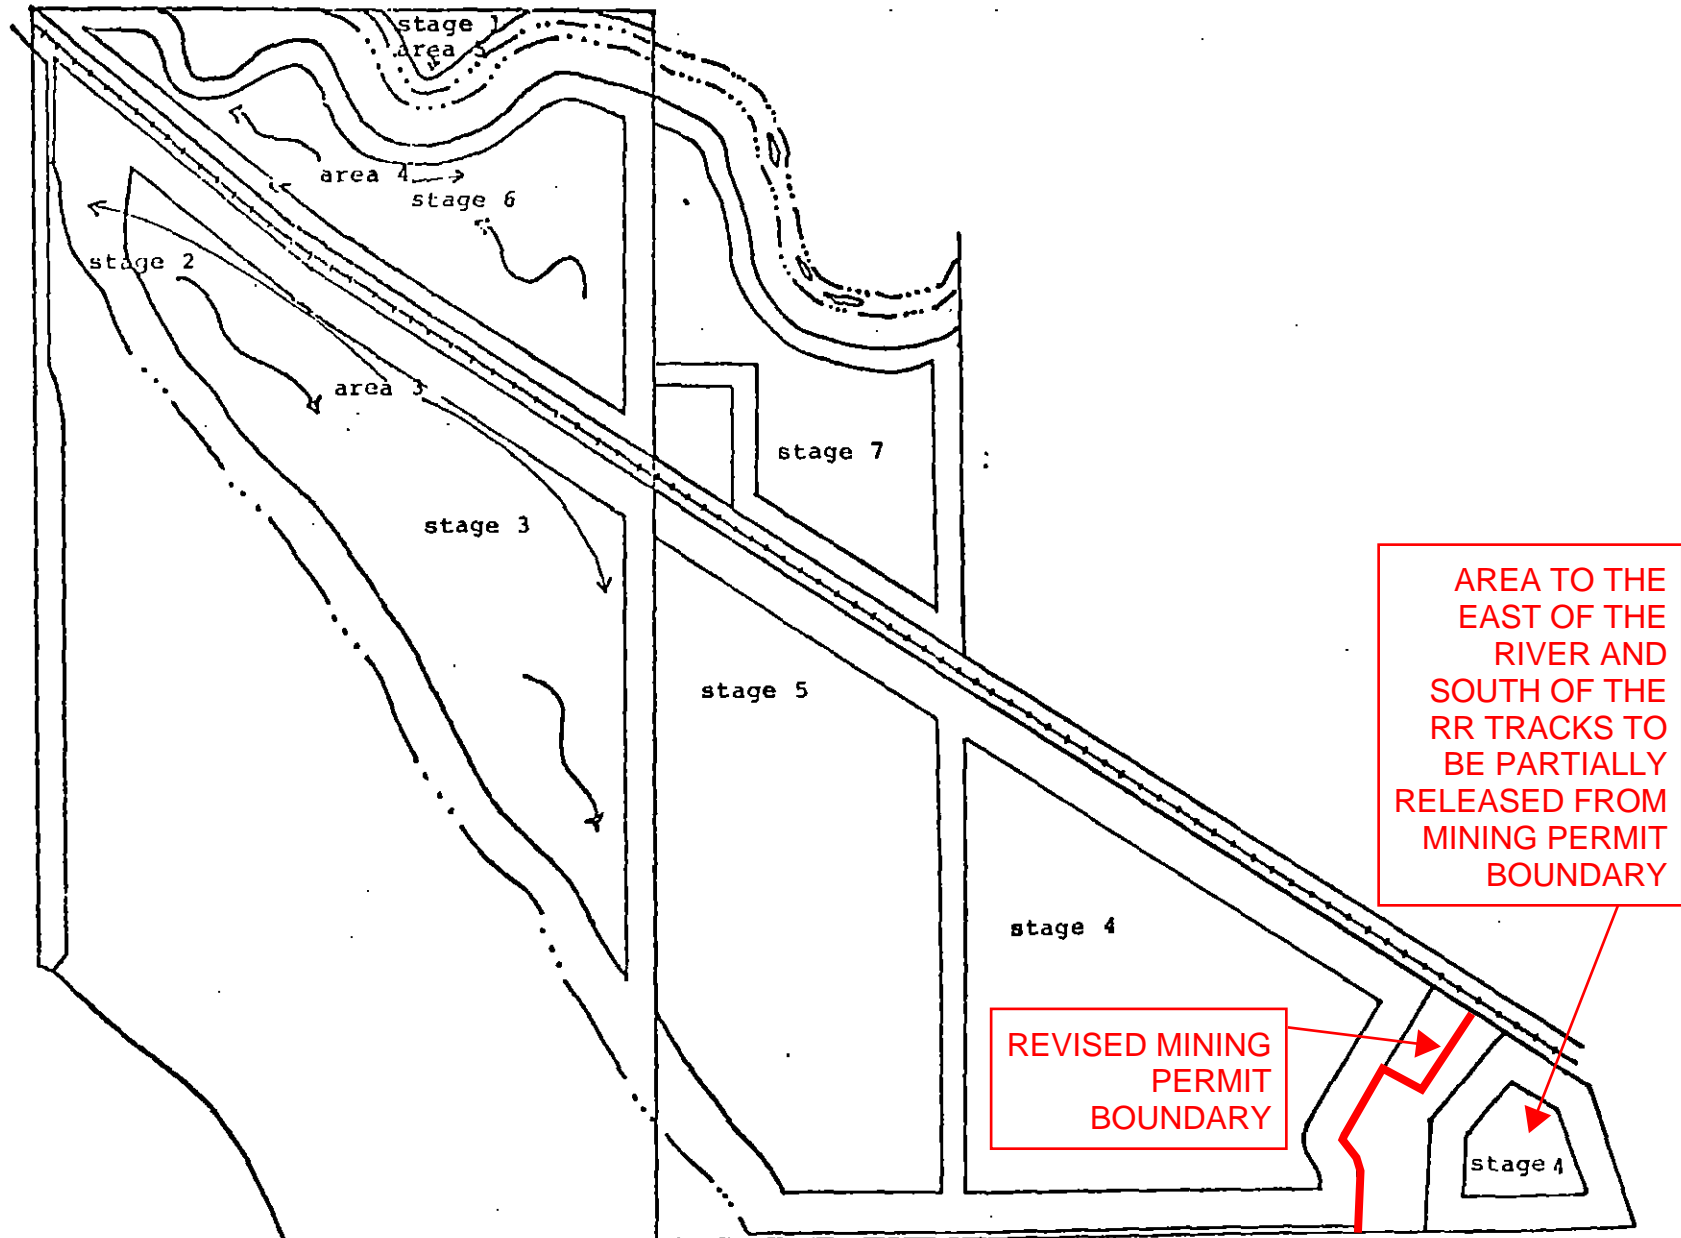 stage 1
area 5
area 4
stage 6
stage 2
area 3
stage 7
stage 3
stage 5
stage 4
AREA TO THE
EAST OF THE
RIVER AND
SOUTH OF THE
RR TRACKS TO
BE PARTIALLY
RELEASED FROM
MINING PERMIT
BOUNDARY
REVISED MINING
PERMIT
BOUNDARY
stage 4